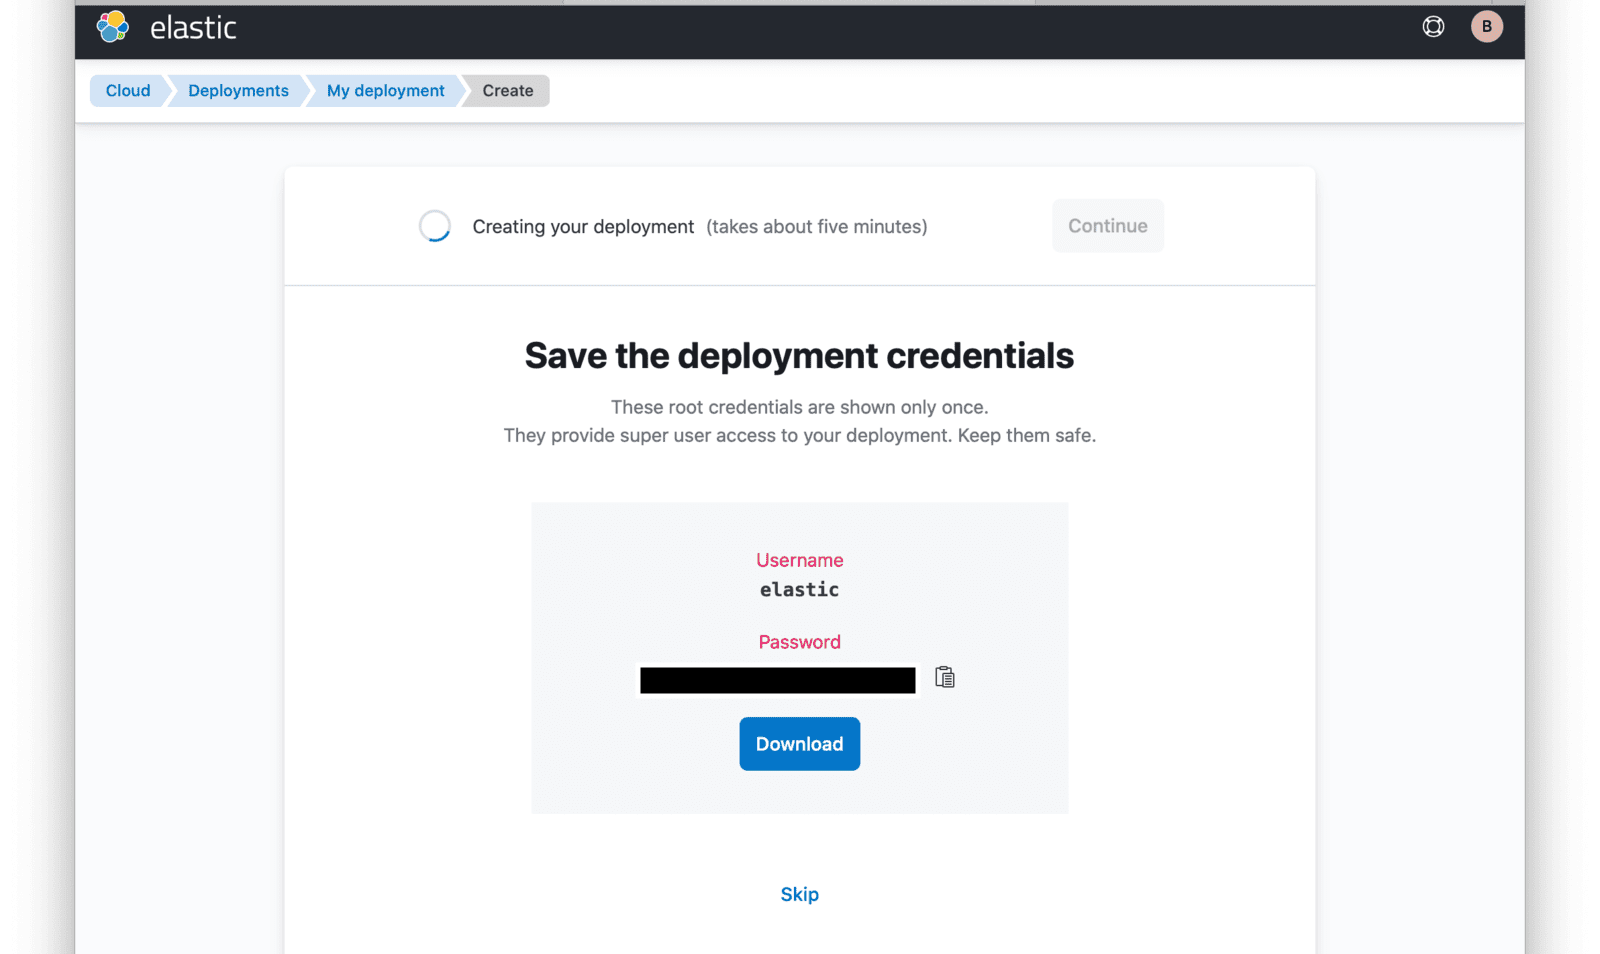 elastic
B
Cloud
Deployments
My deployment
Create
Creating your deployment (takes about five minutes)
Continue
Save the deployment credentials
These root credentials are shown only once.
They provide super user access to your deployment. Keep them safe.
Username
elastic
Password
Download
Skip